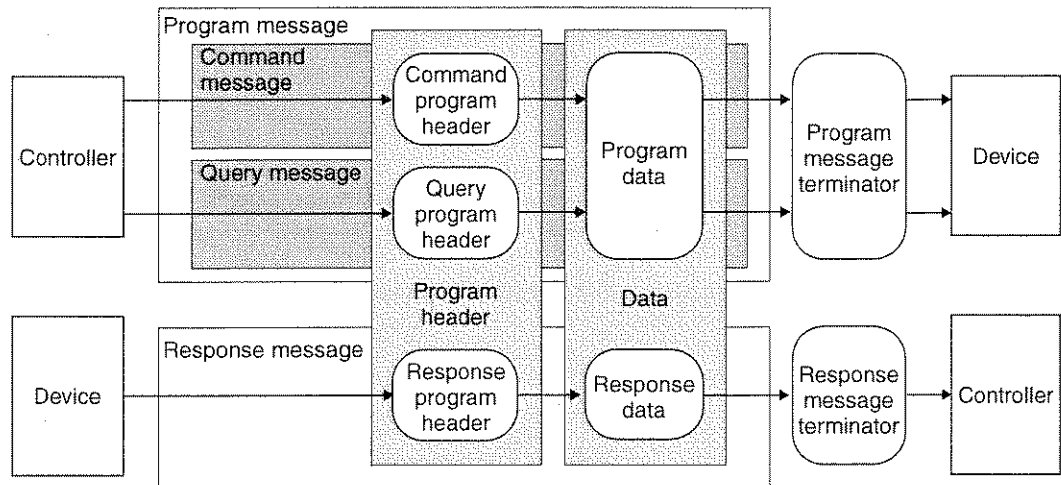 Program message
Command
message
Command
program
header
Controller
Program
data
Program
message
terminator
Device
Query message
Query
program
header
Program
header
Data
Response message
Device
Response
program
header
Response
data
Response
message
terminator
Controller